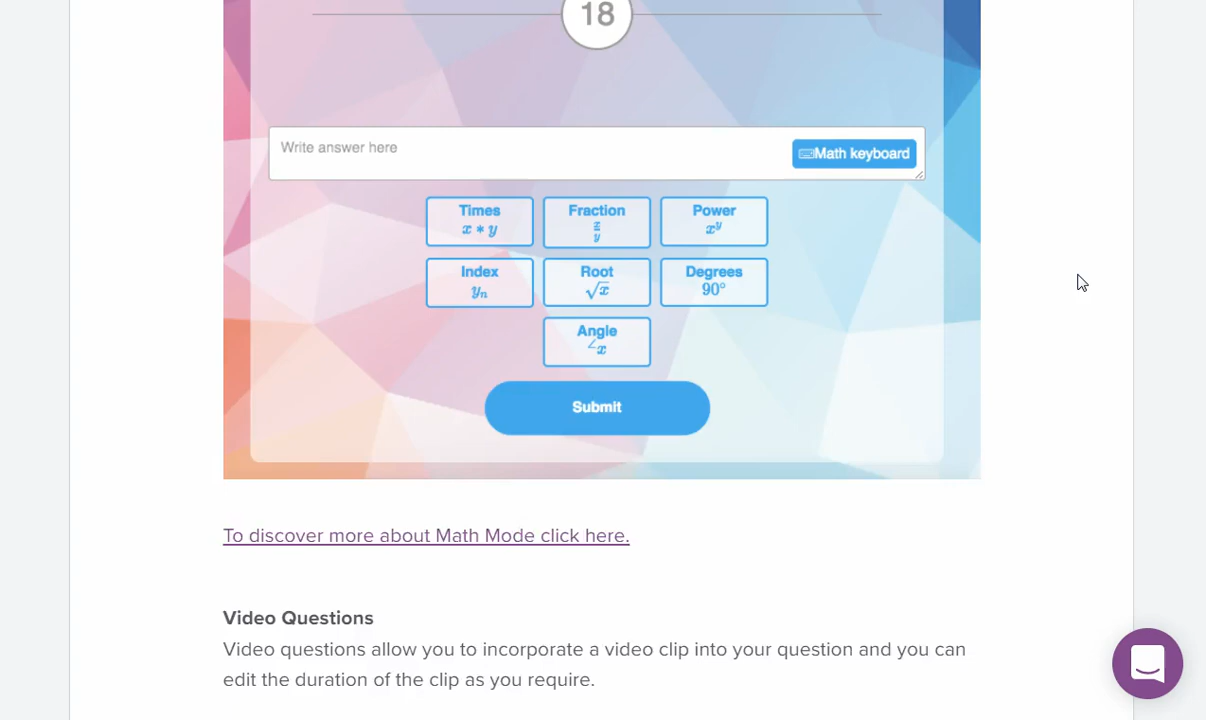 18
Write answer here
Math keyboard
Times
x * y
Fraction
x
y
Power
x^y
Index
y_n
Root
√x
Degrees
90°
Angle
∠x
Submit
To discover more about Math Mode click here.
Video Questions
Video questions allow you to incorporate a video clip into your question and you can
edit the duration of the clip as you require.